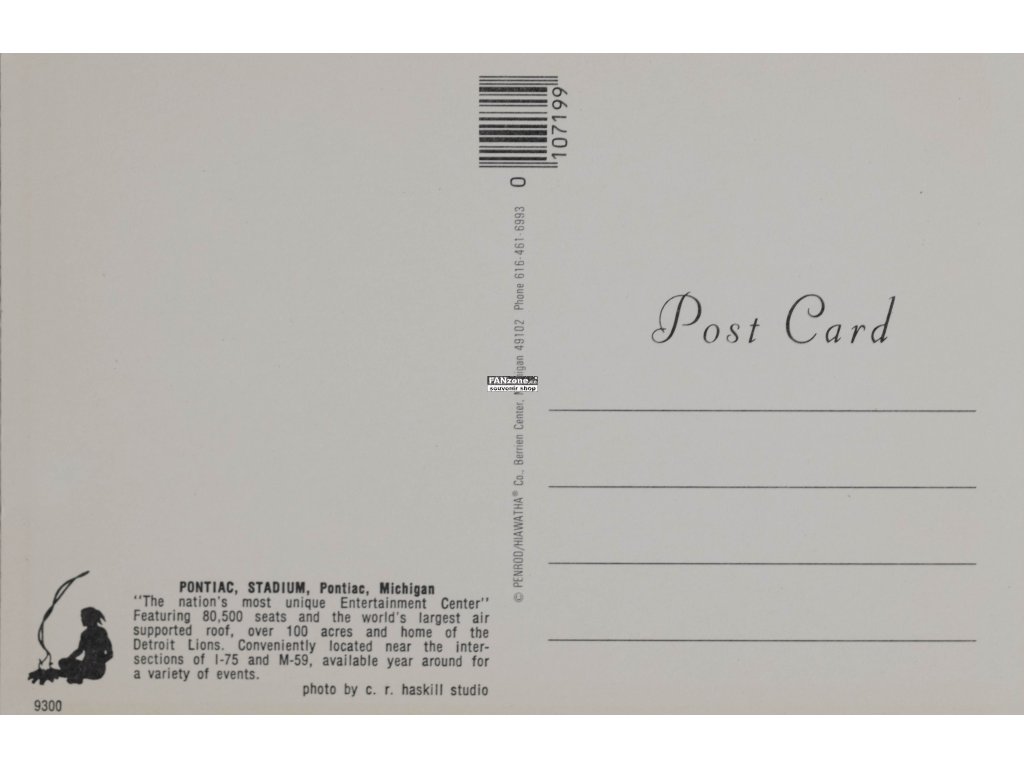 107199
0
© PENROD/HIAWATHA® Co., Berrien Center, Michigan 49102 Phone 616-461-6993
FANzone.cz
souvenir shop
Post Card
PONTIAC, STADIUM, Pontiac, Michigan
"The nation's most unique Entertainment Center"
Featuring 80,500 seats and the world's largest air
supported roof, over 100 acres and home of the
Detroit Lions. Conveniently located near the inter-
sections of I-75 and M-59, available year around for
a variety of events.
photo by c. r. haskill studio
9300